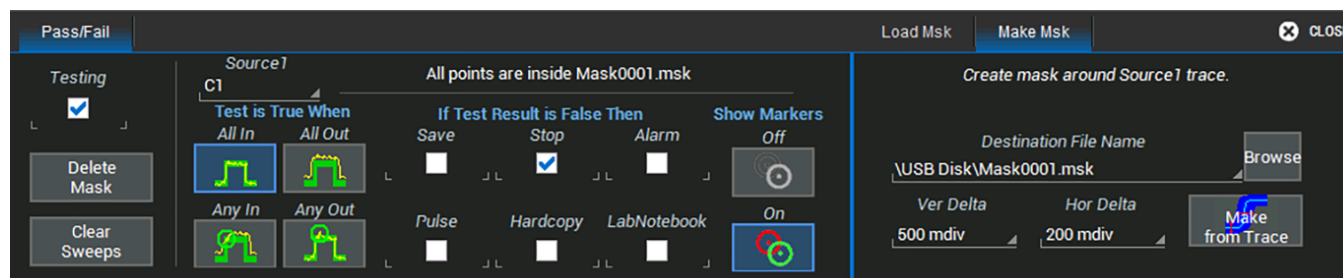 Pass/Fail
Load Msk
Make Msk
CLOS
Testing
Delete
Mask
Clear
Sweeps
Source1
C1
All points are inside Mask0001.msk
Test is True When
All In
All Out
Any In
Any Out
If Test Result is False Then
Save
Stop
Alarm
Pulse
Hardcopy
LabNotebook
Show Markers
Off
On
Create mask around Source1 trace.
Destination File Name
\USB Disk\Mask0001.msk
Browse
Ver Delta
Hor Delta
500 mdiv
200 mdiv
Make
from Trace